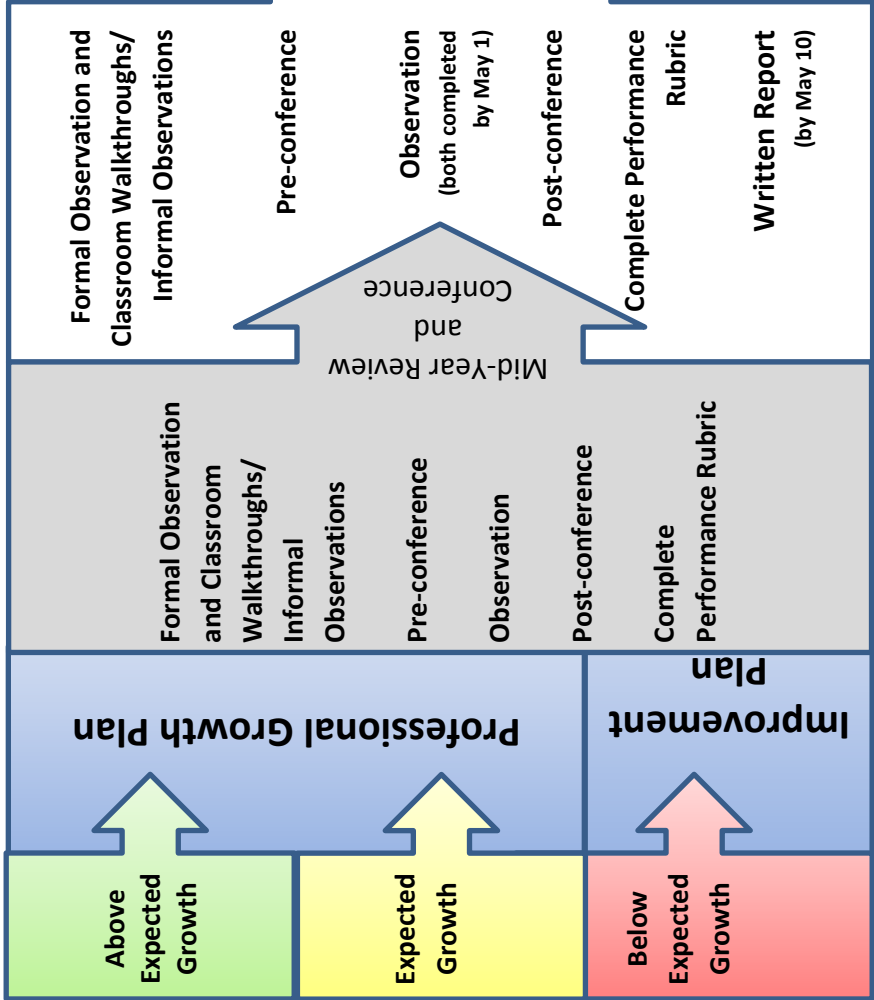 Above
Expected
Growth
Expected
Growth
Below
Expected
Growth
Professional Growth Plan
Improvement
Plan
Formal Observation
and Classroom
Walkthroughs/
Informal
Observations
Pre-conference
Observation
Post-conference
Complete
Performance Rubric
Mid-Year Review
and
Conference
Formal Observation and
Classroom Walkthroughs/
Informal Observations
Pre-conference
Observation
(both completed
by May 1)
Post-conference
Complete Performance
Rubric
Written Report
(by May 10)